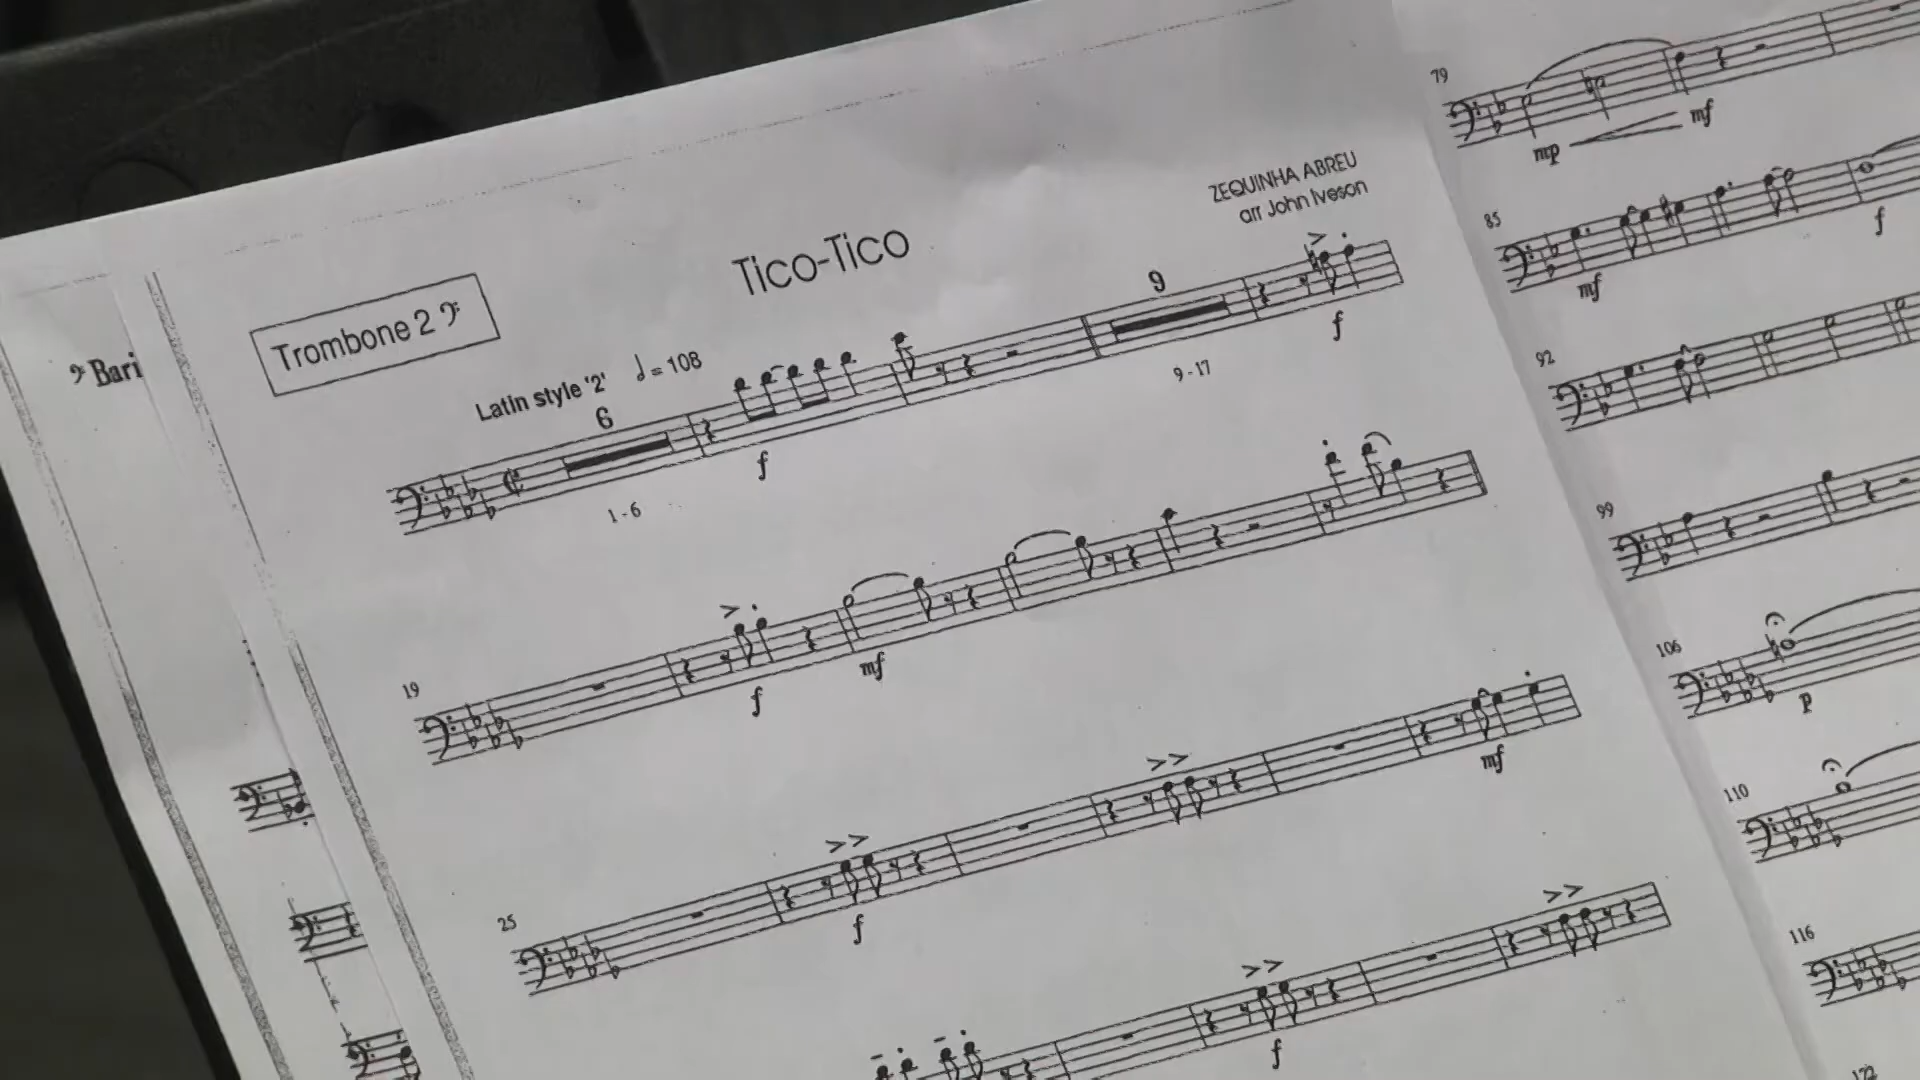 Tico-Tico
ZEQUINHA ABREU
arr John Iveson
Trombone 2
Latin style '2' = 108
6
1 - 6
f
9
9 - 17
f
19
f
mf
25
f
mf
f
Bari
79
mp
mf
85
mf
f
92
99
106
p
110
116